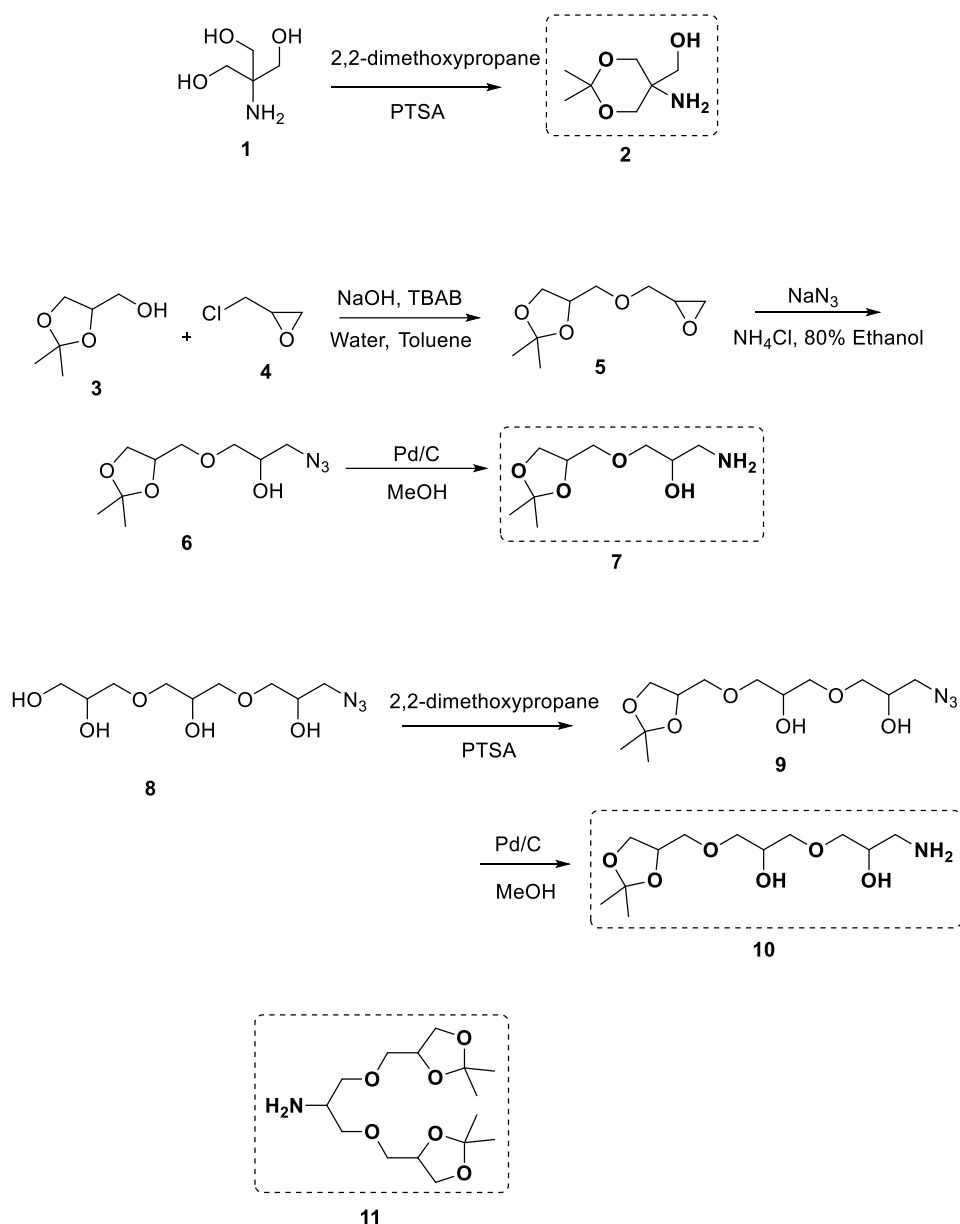 HO OH
HO
NH2
1
2,2-dimethoxypropane
PTSA
OH
O
NH2
O
2
OH
O
O
3
+
Cl
O
4
NaOH, TBAB
Water, Toluene
O
O
O
O
5
NaN3
NH4Cl, 80% Ethanol
O
O
O
OH
N3
6
Pd/C
MeOH
O
O
O
OH
NH2
7
HO
OH
O
OH
O
OH
N3
8
2,2-dimethoxypropane
PTSA
O
O
O
OH
O
OH
N3
9
Pd/C
MeOH
O
O
O
OH
O
OH
NH2
10
O
O
O
H2N
O
O
O
11